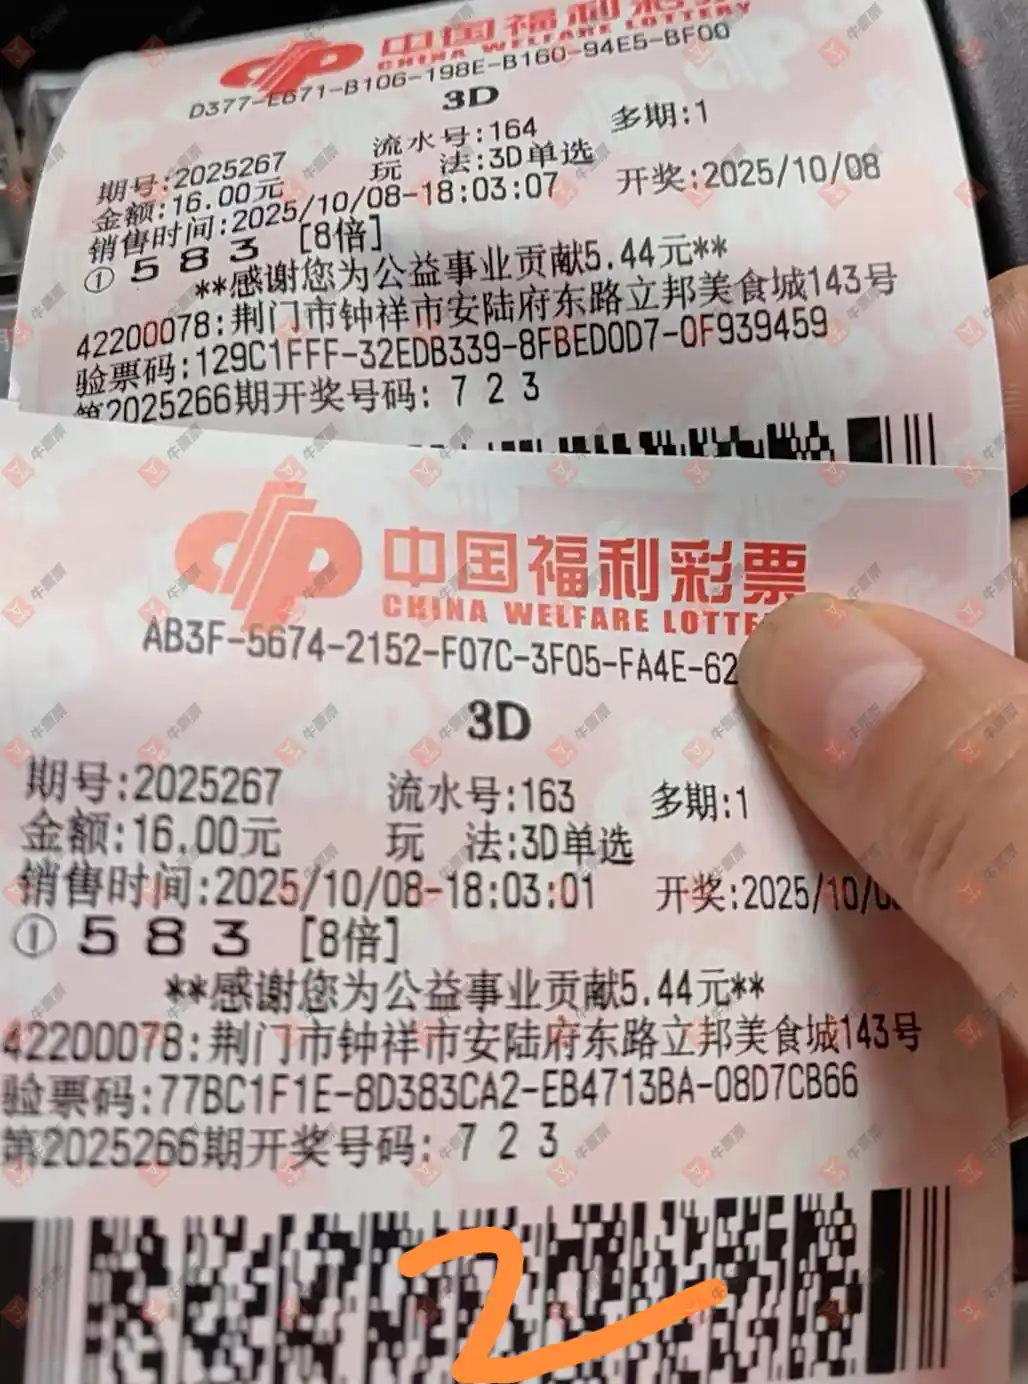 中国福利彩票
CHINA WELFARE LOTTERY
D377-E671-B106-198E-B160-94E5-BF00
3D
期号:2025267 流水号:164 多期:1
金额:16.00元 玩 法:3D单选
销售时间:2025/10/08-18:03:07 开奖:2025/10/08
① 5 8 3 [8倍]
**感谢您为公益事业贡献5.44元**
42200078:荆门市钟祥市安陆府东路立邦美食城143号
验票码:129C1FFF-32EDB339-8FBED0D7-0F939459
第2025266期开奖号码: 7 2 3
中国福利彩票
CHINA WELFARE LOTTE
AB3F-5674-2152-F07C-3F05-FA4E-62
3D
期号:2025267 流水号:163 多期:1
金额:16.00元 玩 法:3D单选
销售时间:2025/10/08-18:03:01 开奖:2025/10/0
① 5 8 3 [8倍]
**感谢您为公益事业贡献5.44元**
42200078:荆门市钟祥市安陆府东路立邦美食城143号
验票码:77BC1F1E-8D383CA2-EB4713BA-08D7CB66
第2025266期开奖号码: 7 2 3
2